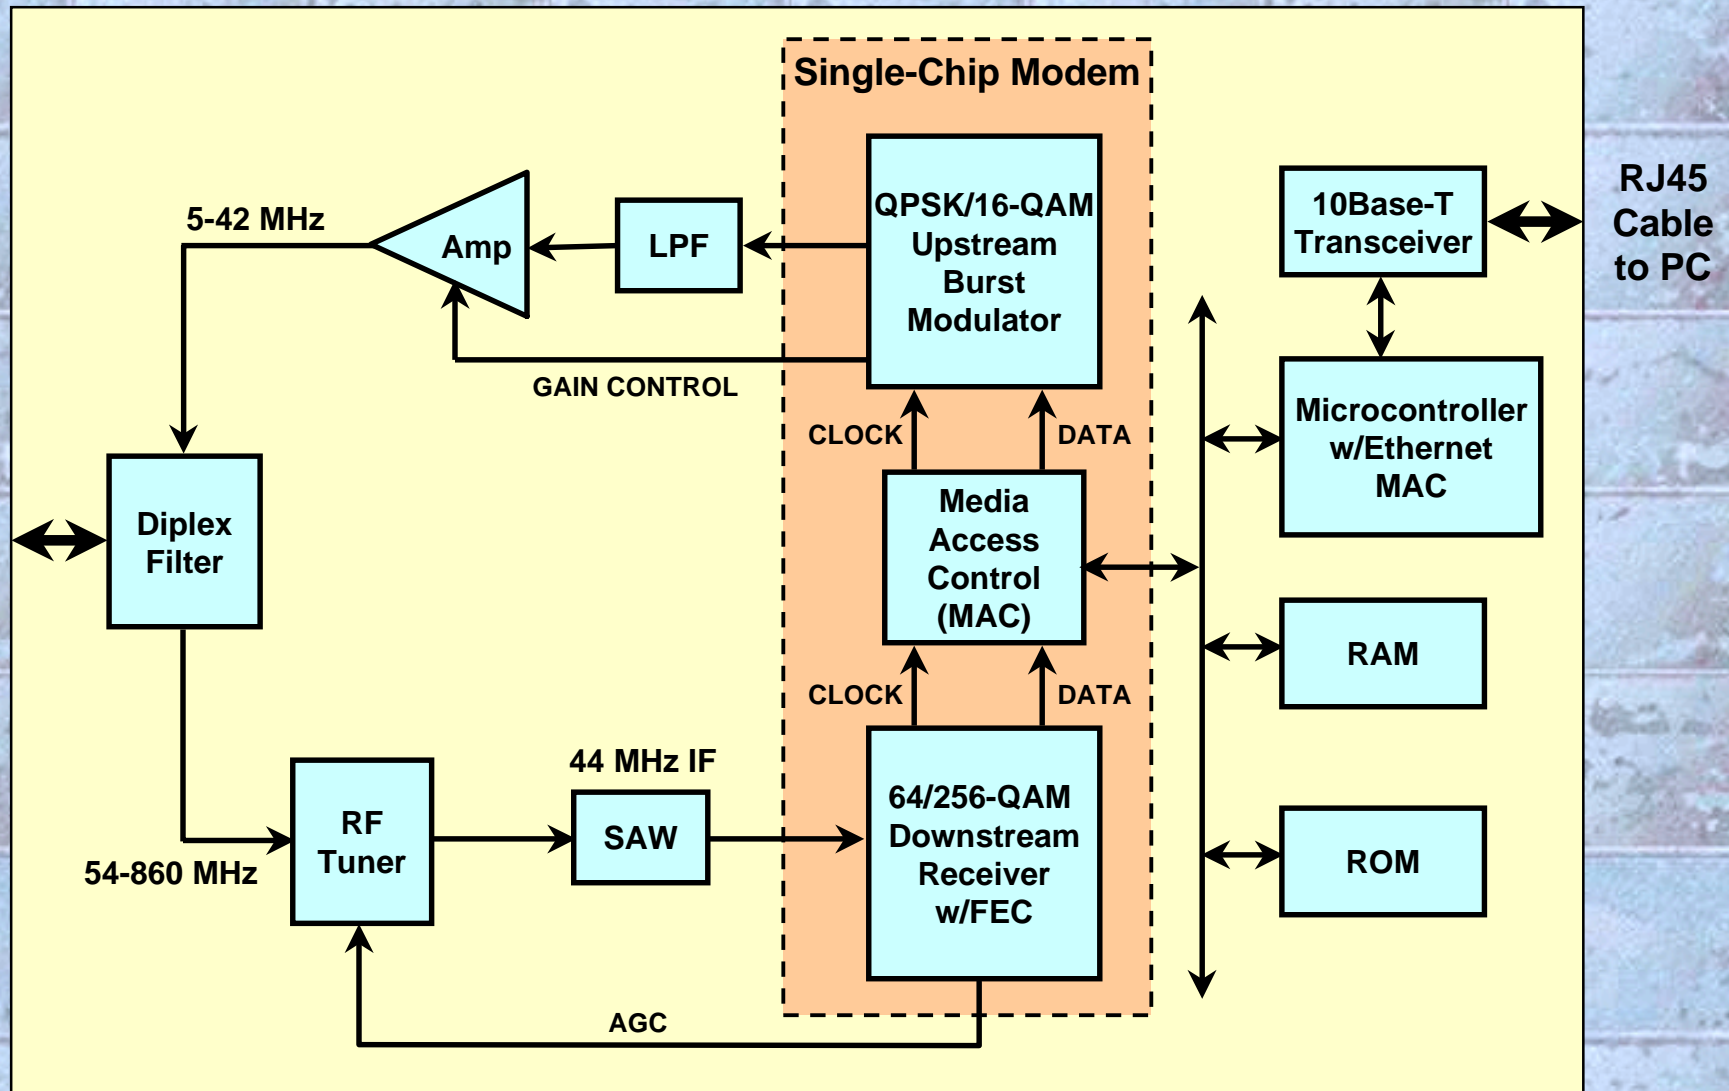 Single-Chip Modem
QPSK/16-QAM
Upstream
Burst
Modulator
10Base-T
Transceiver
RJ45
Cable
to PC
5-42 MHz
Amp
LPF
GAIN CONTROL
CLOCK
DATA
Microcontroller
w/Ethernet
MAC
Diplex
Filter
Media
Access
Control
(MAC)
RAM
CLOCK
DATA
44 MHz IF
RF
Tuner
SAW
64/256-QAM
Downstream
Receiver
w/FEC
ROM
54-860 MHz
AGC